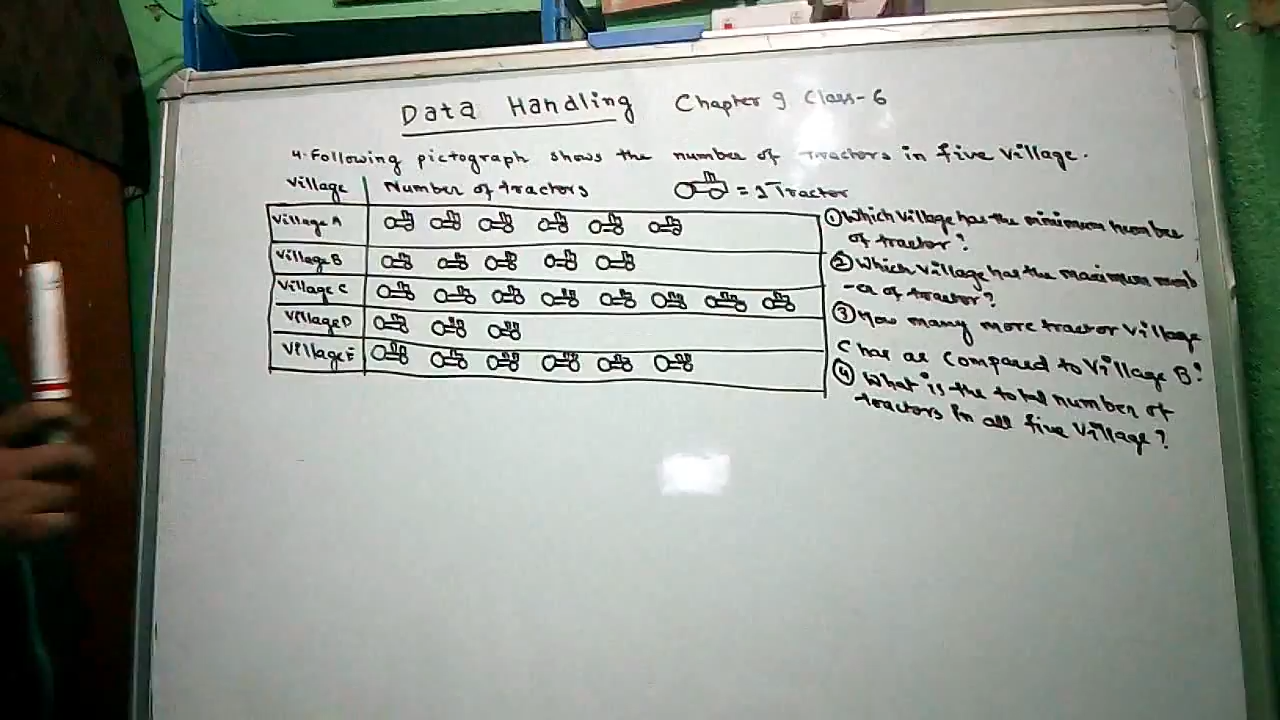 Data Handling Chapter 9 Class-6
4. Following pictograph shows the number of Tractors in five Village.
Village Number of tractors = 1 Tractor
Village A
Village B
Village C
Village D
Village E
① Which Village has the minimum number
of tractor?
② Which Village has the maximum numb
-er of tractor?
③ How many more tractor Village
C has as Compared to Village B?
④ What is the total number of
tractors in all five Village?